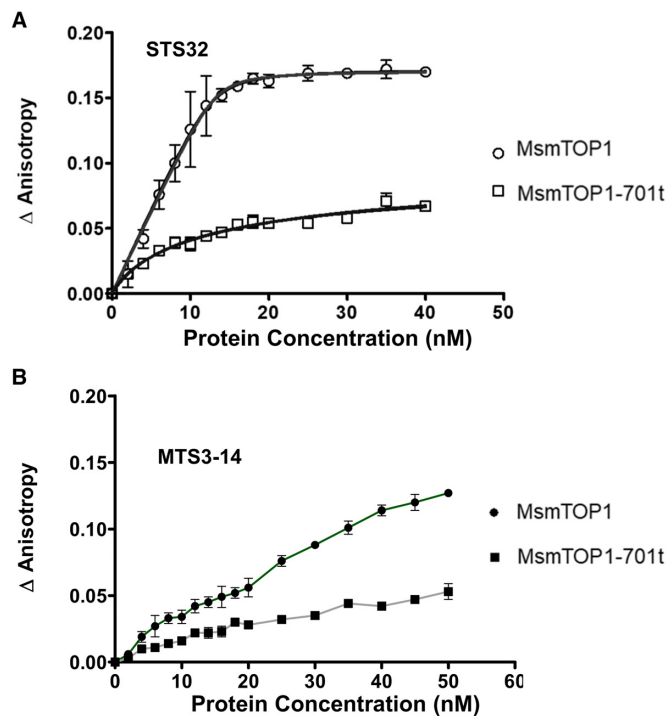 A
STS32
0.20
0.15
0.10
0.05
0.00
Δ Anisotropy
0 10 20 30 40 50
Protein Concentration (nM)
MsmTOP1
MsmTOP1-701t
B
MTS3-14
0.20
0.15
0.10
0.05
0.00
Δ Anisotropy
0 10 20 30 40 50 60
Protein Concentration (nM)
MsmTOP1
MsmTOP1-701t